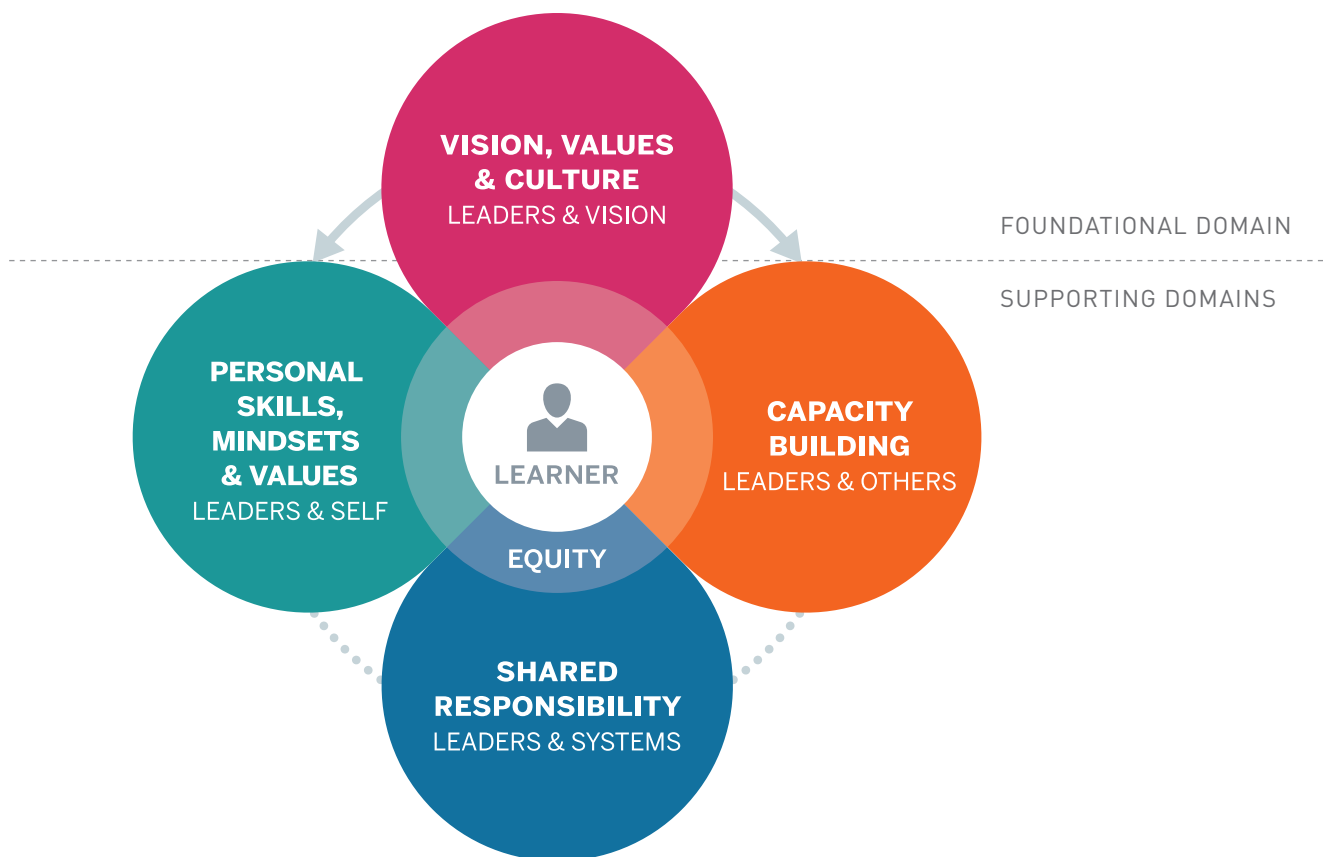 VISION, VALUES
& CULTURE
LEADERS & VISION
FOUNDATIONAL DOMAIN
SUPPORTING DOMAINS
PERSONAL
SKILLS,
MINDSETS
& VALUES
LEADERS & SELF
LEARNER
CAPACITY
BUILDING
LEADERS & OTHERS
EQUITY
SHARED
RESPONSIBILITY
LEADERS & SYSTEMS